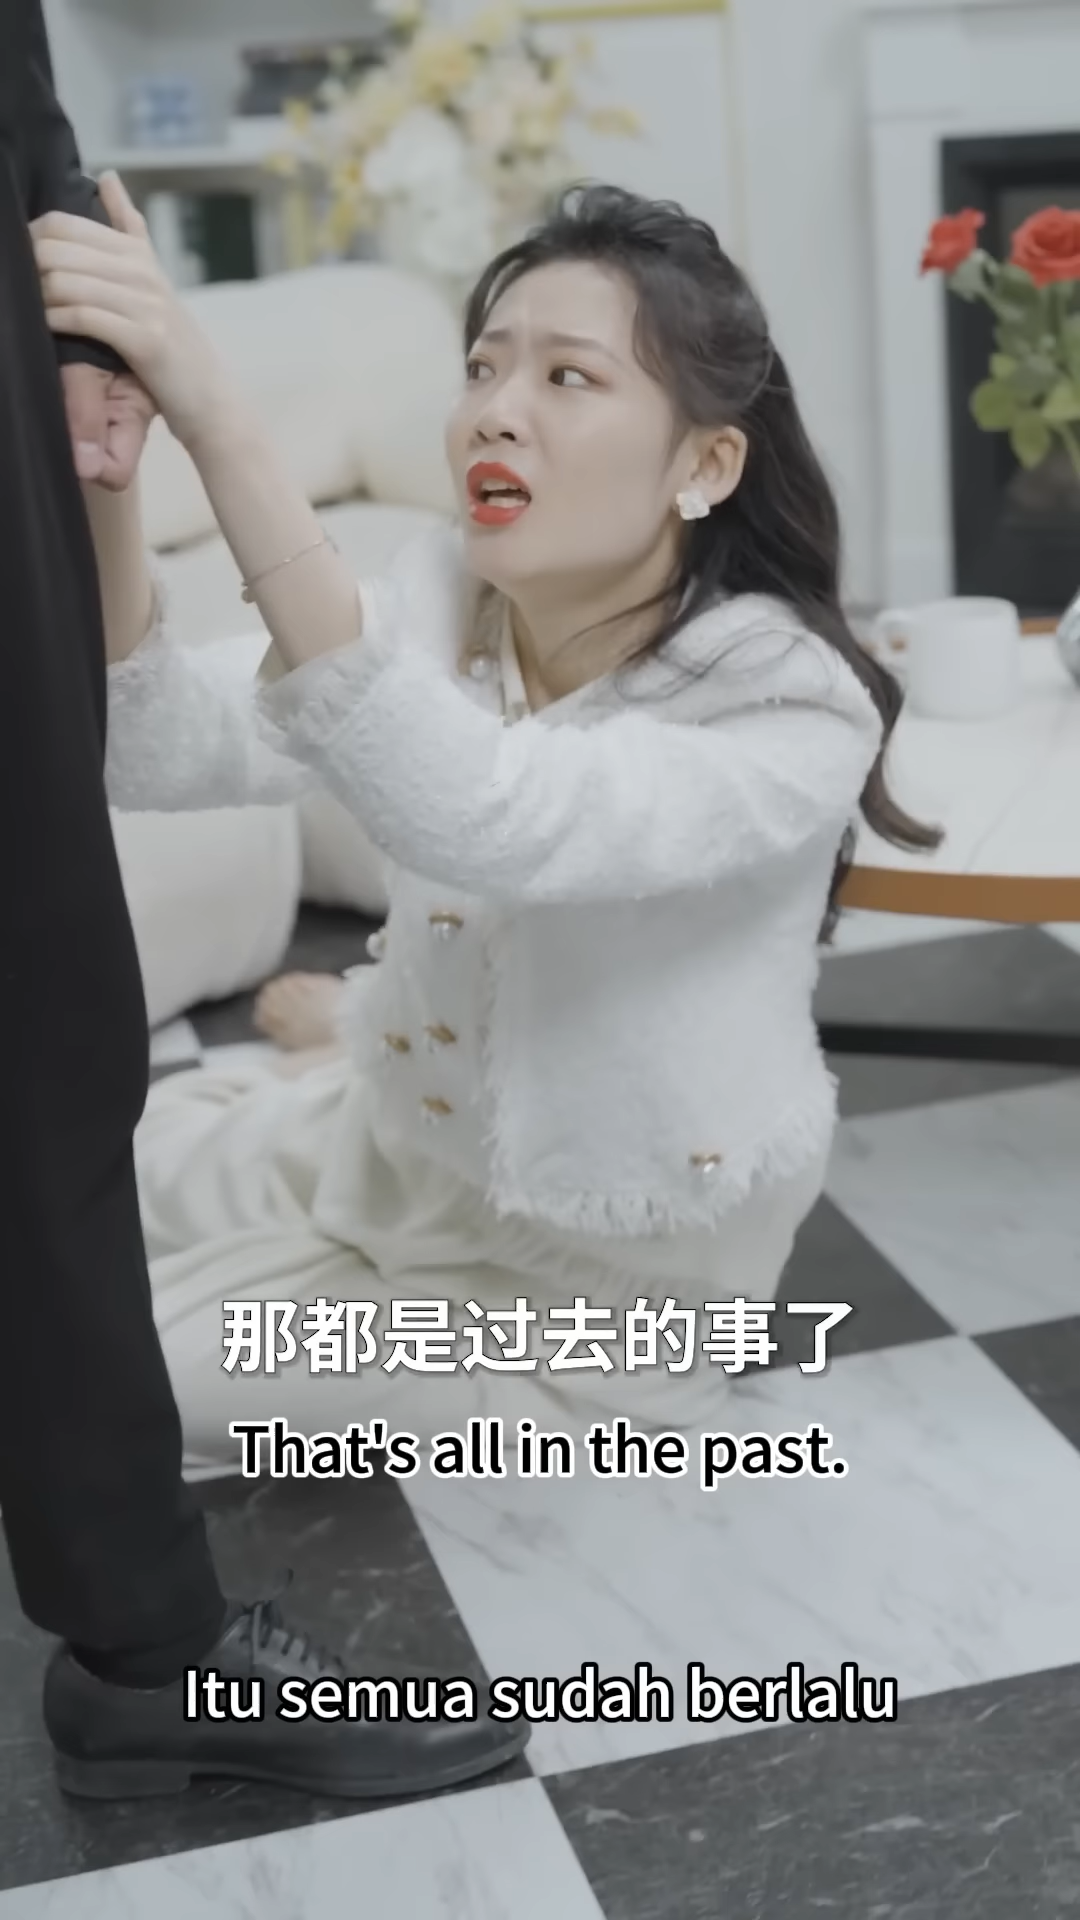 那都是过去的事了
That's all in the past.
Itu semua sudah berlalu